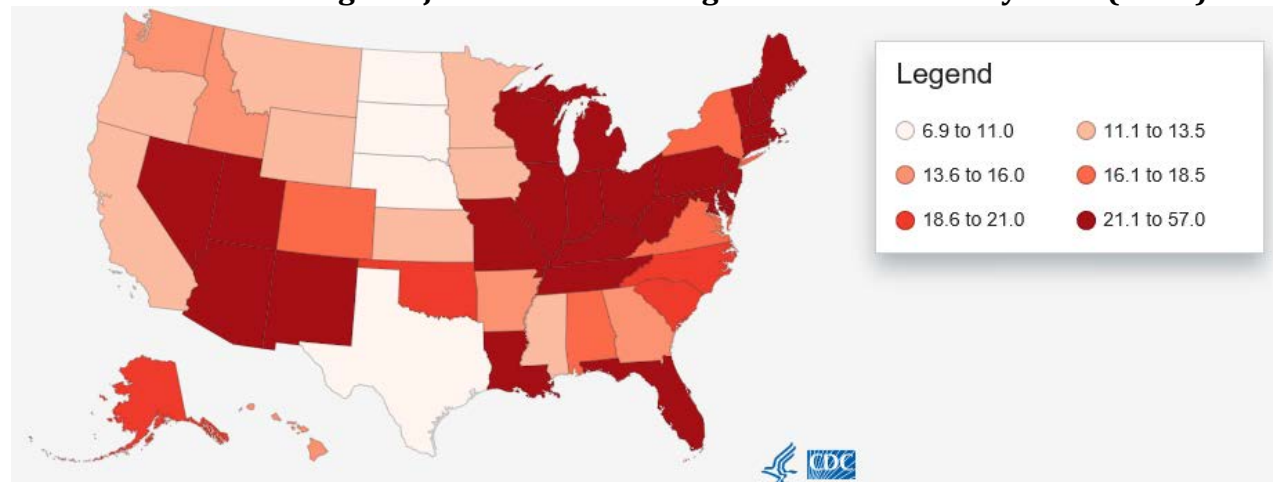 Legend
6.9 to 11.0 11.1 to 13.5
13.6 to 16.0 16.1 to 18.5
18.6 to 21.0 21.1 to 57.0
CDC